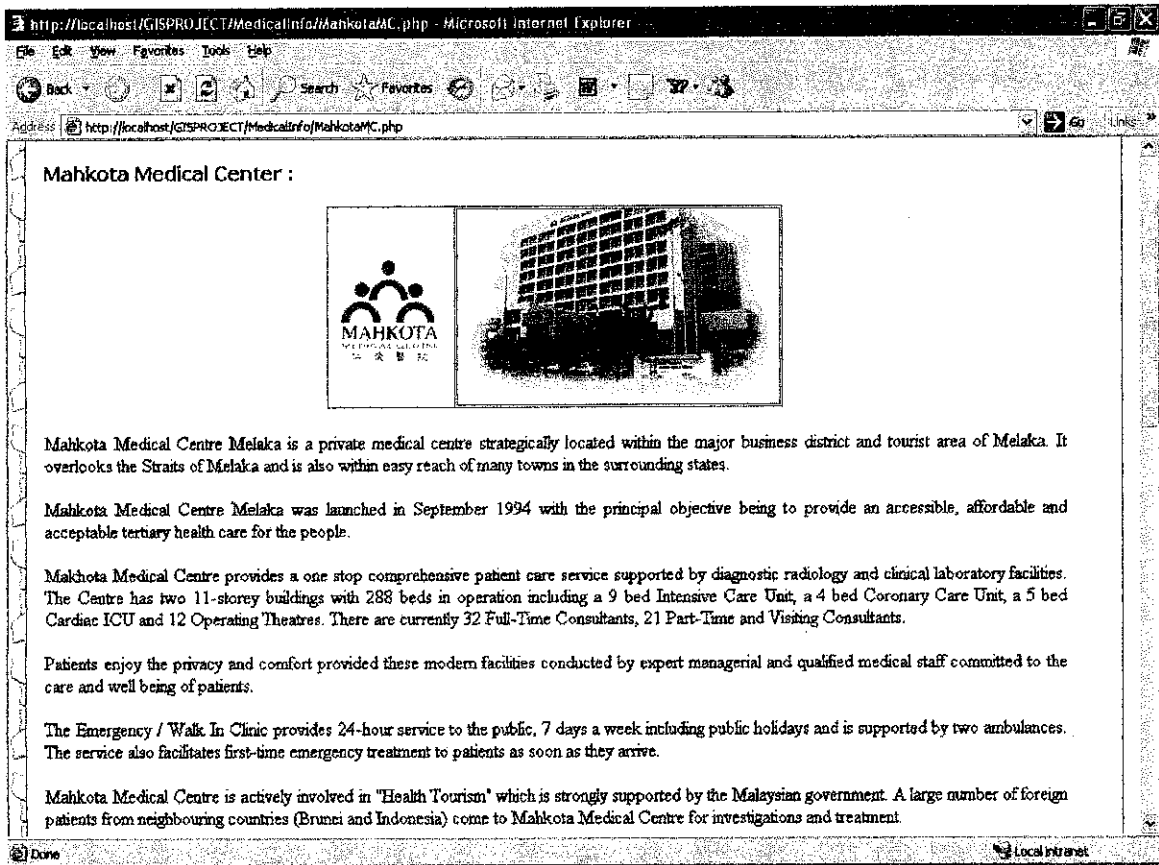 http://localhost/GISPROJECT/MedicalInfo/MahkotaMC.php - Microsoft Internet Explorer
File Edit View Favorites Tools Help
Back Search Favorites
Address http://localhost/GISPROJECT/MedicalInfo/MahkotaMC.php Go Links »
Mahkota Medical Center :
MAHKOTA
Mahkota Medical Centre Melaka is a private medical centre strategically located within the major business district and tourist area of Melaka. It
overlooks the Straits of Melaka and is also within easy reach of many towns in the surrounding states.
Mahkota Medical Centre Melaka was launched in September 1994 with the principal objective being to provide an accessible, affordable and
acceptable tertiary health care for the people.
Makhota Medical Centre provides a one stop comprehensive patient care service supported by diagnostic radiology and clinical laboratory facilities.
The Centre has two 11-storey buildings with 288 beds in operation including a 9 bed Intensive Care Unit, a 4 bed Coronary Care Unit, a 5 bed
Cardiac ICU and 12 Operating Theatres. There are currently 32 Full-Time Consultants, 21 Part-Time and Visiting Consultants.
Patients enjoy the privacy and comfort provided these modern facilities conducted by expert managerial and qualified medical staff committed to the
care and well being of patients.
The Emergency / Walk In Clinic provides 24-hour service to the public, 7 days a week including public holidays and is supported by two ambulances.
The service also facilitates first-time emergency treatment to patients as soon as they arrive.
Mahkota Medical Centre is actively involved in "Health Tourism" which is strongly supported by the Malaysian government. A large number of foreign
patients from neighbouring countries (Brunei and Indonesia) come to Mahkota Medical Centre for investigations and treatment.
Done Local intranet